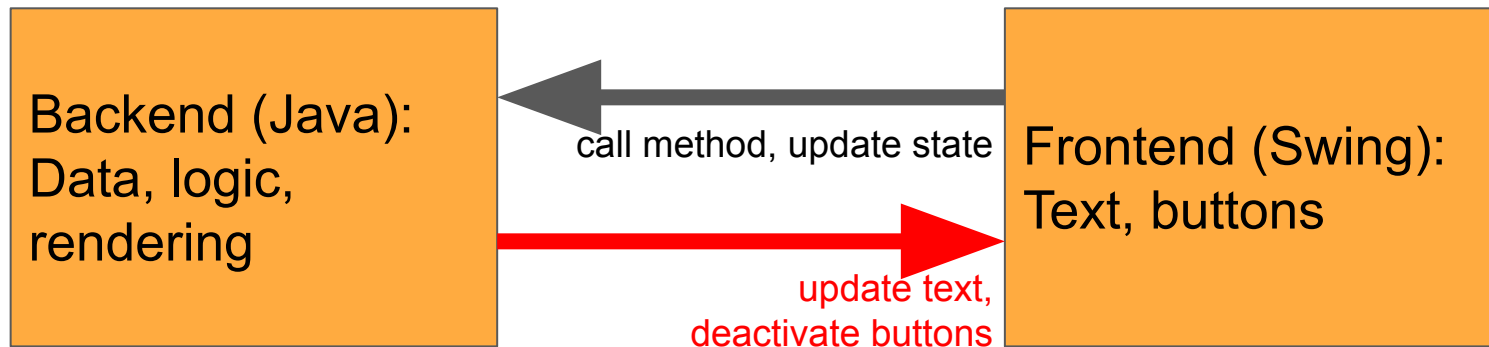 Backend (Java):
Data, logic,
rendering
call method, update state
update text,
deactivate buttons
Frontend (Swing):
Text, buttons